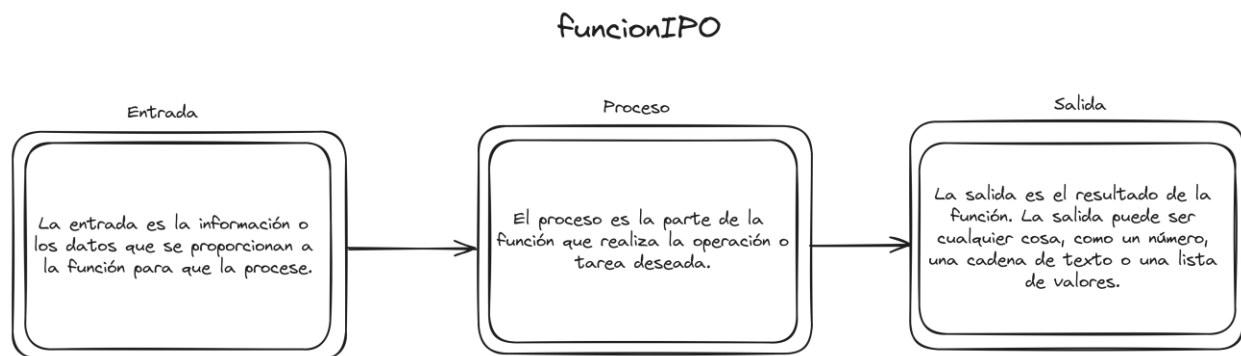 funcionIPO
Entrada
La entrada es la información o
los datos que se proporcionan a
la función para que la procese.
Proceso
El proceso es la parte de la
función que realiza la operación o
tarea deseada.
Salida
La salida es el resultado de la
función. La salida puede ser
cualquier cosa, como un número,
una cadena de texto o una lista
de valores.